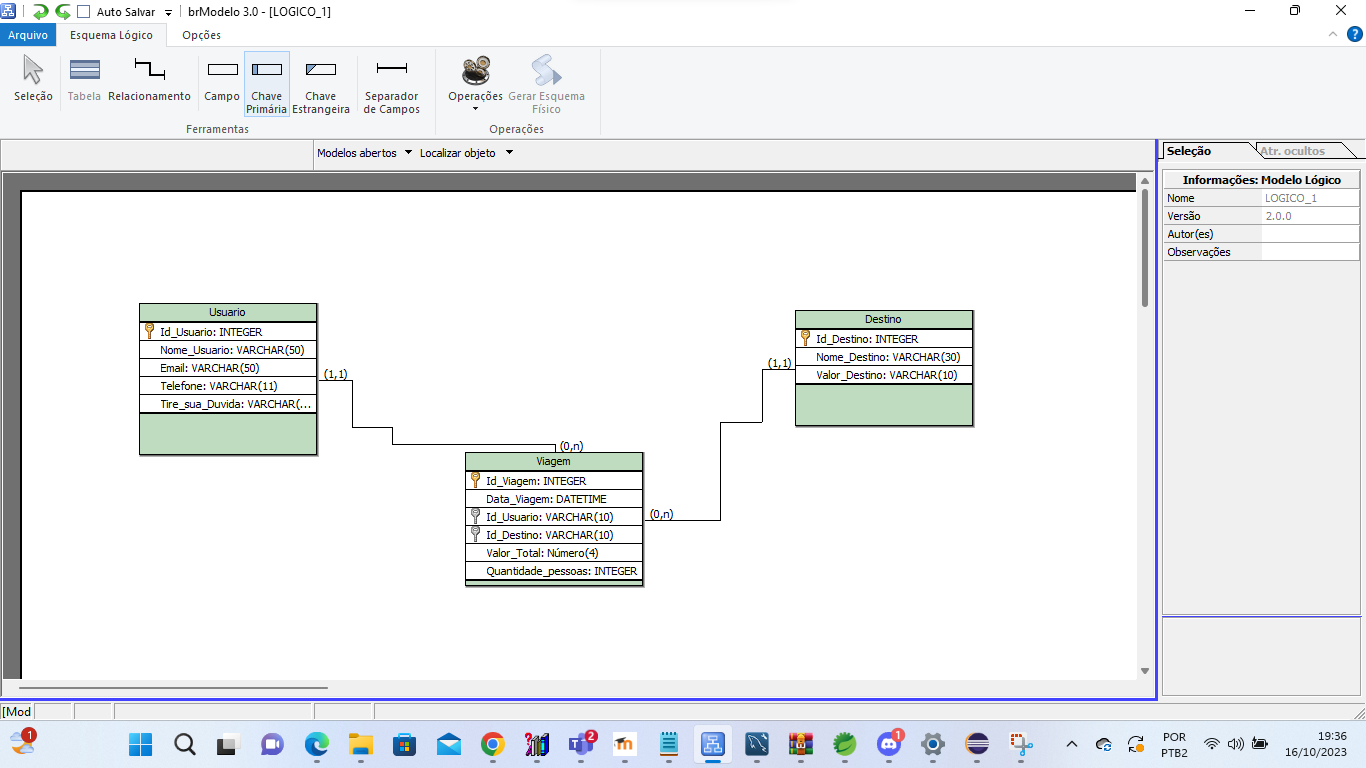 Auto Salvar
brModelo 3.0 - [LOGICO_1]
Arquivo
Esquema Lógico
Opções
Seleção
Tabela
Relacionamento
Campo
Chave
Primária
Chave
Estrangeira
Separador
de Campos
Operações
Gerar Esquema
Físico
Ferramentas
Operações
Modelos abertos
Localizar objeto
Seleção
Atr. ocultos
Informações: Modelo Lógico
Nome LOGICO_1
Versão 2.0.0
Autor(es)
Observações
Usuario
Id_Usuario: INTEGER
Nome_Usuario: VARCHAR(50)
Email: VARCHAR(50)
Telefone: VARCHAR(11)
Tire_sua_Duvida: VARCHAR(...
(1,1)
(0,n)
Destino
Id_Destino: INTEGER
Nome_Destino: VARCHAR(30)
Valor_Destino: VARCHAR(10)
(1,1)
(0,n)
Viagem
Id_Viagem: INTEGER
Data_Viagem: DATETIME
Id_Usuario: VARCHAR(10)
Id_Destino: VARCHAR(10)
Valor_Total: Número(4)
Quantidade_pessoas: INTEGER
[Mod
1
2
1
POR
PTB2
19:36
16/10/2023